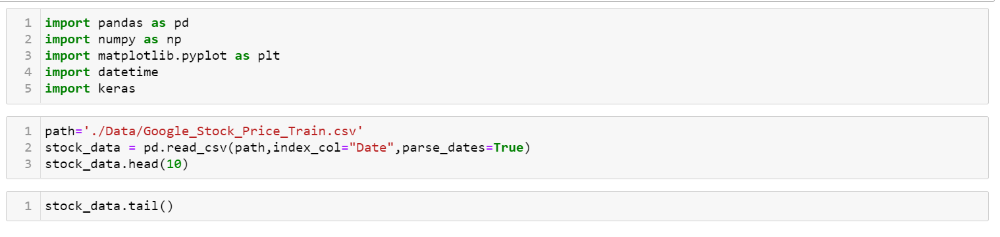 1 import pandas as pd
2 import numpy as np
3 import matplotlib.pyplot as plt
4 import datetime
5 import keras
1 path='./Data/Google_Stock_Price_Train.csv'
2 stock_data = pd.read_csv(path,index_col="Date",parse_dates=True)
3 stock_data.head(10)
1 stock_data.tail()